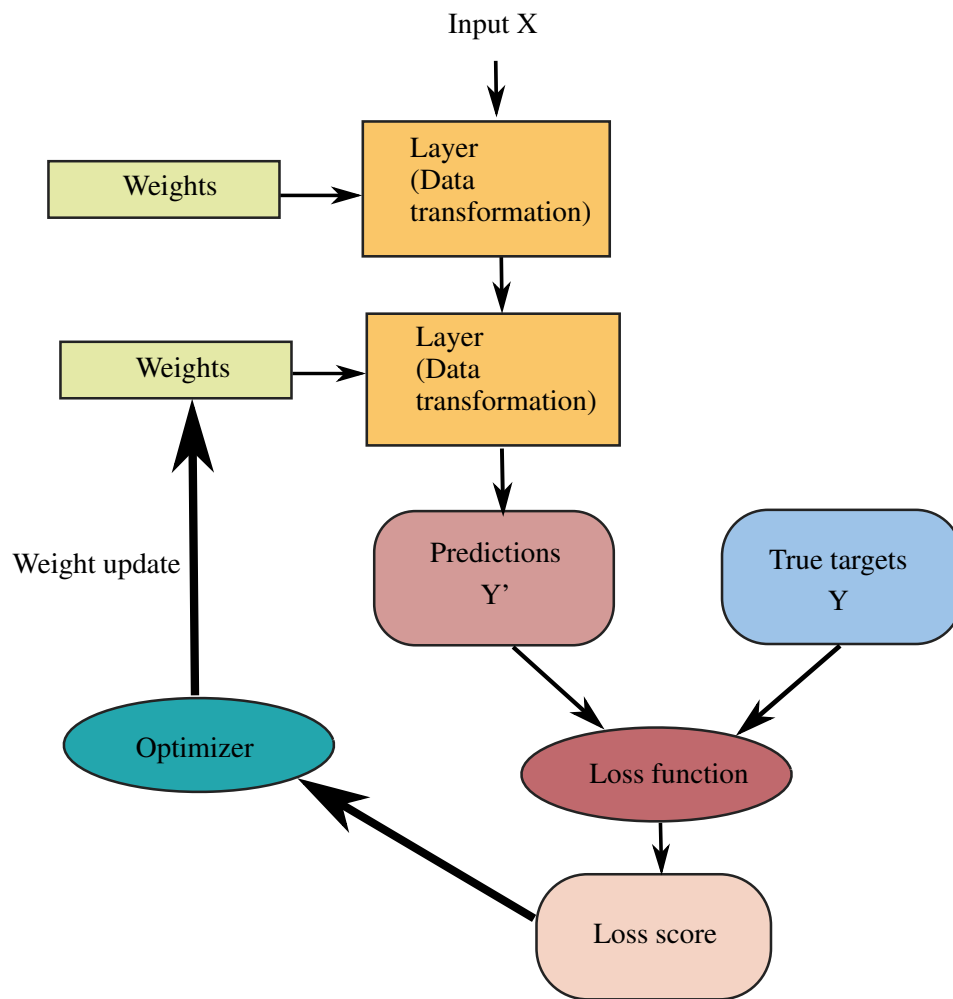 Input X
Weights
Layer
(Data
transformation)
Weights
Layer
(Data
transformation)
Weight update
Predictions
Y’
True targets
Y
Optimizer
Loss function
Loss score